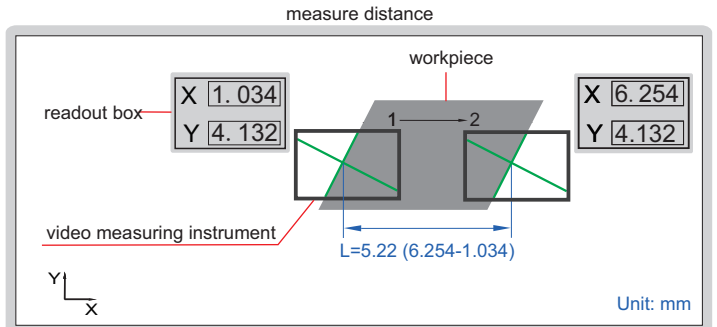 measure distance
workpiece
readout box
X 1.034
Y 4.132
1 2
X 6.254
Y 4.132
video measuring instrument
L=5.22 (6.254-1.034)
Y
X
Unit: mm